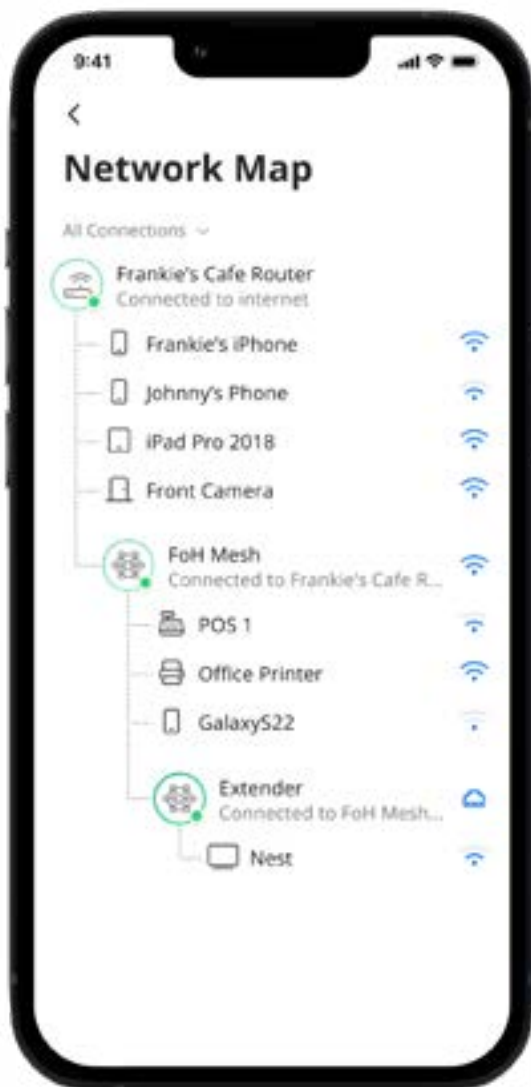 9:41
Network Map
All Connections
Frankie's Cafe Router
Connected to internet
Frankie's iPhone
Johnny's Phone
iPad Pro 2018
Front Camera
FoH Mesh
Connected to Frankie's Cafe R...
POS 1
Office Printer
GalaxyS22
Extender
Connected to FoH Mesh...
Nest